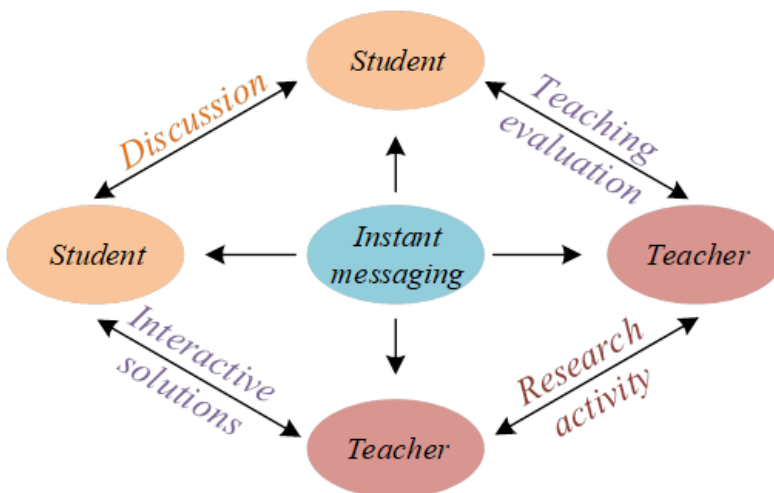 Student
Discussion
Teaching
evaluation
Student
Instant
messaging
Teacher
Interactive
solutions
Research
activity
Teacher